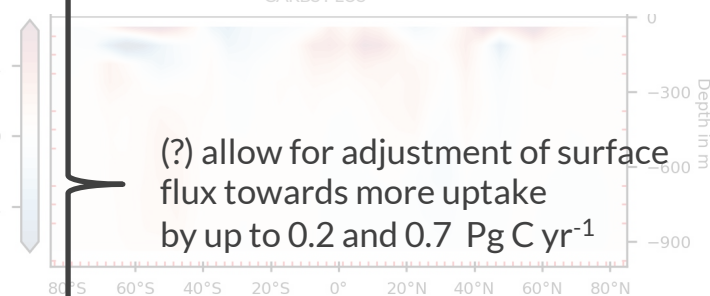 0
−300
Depth in m
(?) allow for adjustment of surface
−600
flux towards more uptake
by up to 0.2 and 0.7 Pg C yr-1
−900
80°S 60°S 40°S 20°S 0° 20°N 40°N 60°N 80°N